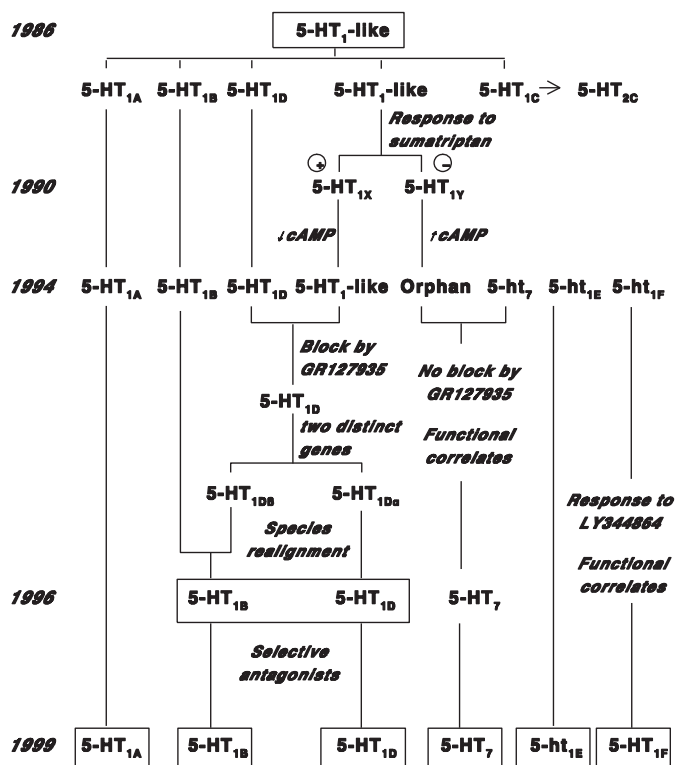 1986 5-HT1-like
5-HT1A 5-HT1B 5-HT1D 5-HT1-like 5-HT1C → 5-HT2C
Response to
sumatriptan
+ −
1990 5-HT1X 5-HT1Y
↓cAMP ↑cAMP
1994 5-HT1A 5-HT1B 5-HT1D 5-HT1-like Orphan 5-ht7 5-ht1E 5-ht1F
Block by
GR127935
No block by
GR127935
5-HT1D
two distinct
genes
Functional
correlates
5-HT1Dß 5-HT1Dα
Response to
LY344864
Species
realignment
Functional
correlates
1996 5-HT1B 5-HT1D 5-HT7
Selective
antagonists
1999 5-HT1A 5-HT1B 5-HT1D 5-HT7 5-ht1E 5-HT1F